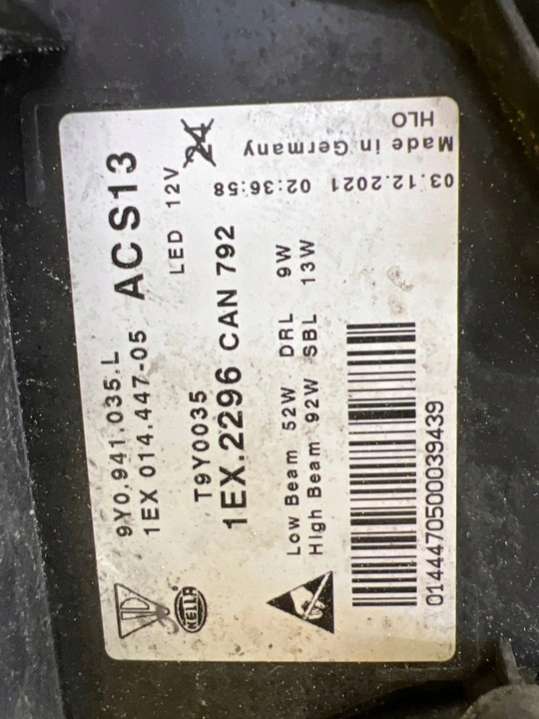 9Y0.941.035.L
1EX 014.447-05 ACS13
LED 12V
24
HELLA
T9Y0035
1EX.2296 CAN 792
Low Beam 52W DRL 9W
High Beam 92W SBL 13W
0144470500039439
03.12.2021 02:36:58
Made in Germany
HLO